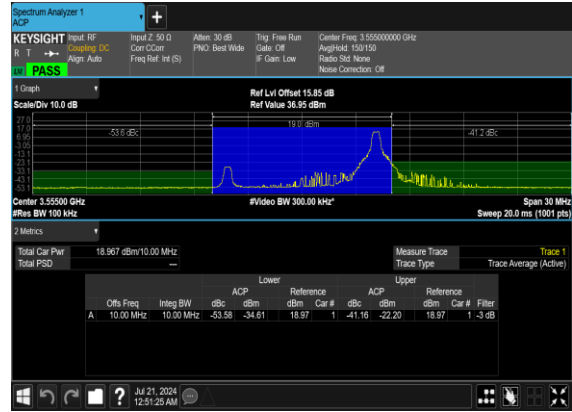 Spectrum Analyzer 1
ACP
KEYSIGHT
R T
PASS
Input: RF
Coupling: DC
Align: Auto
Input Z: 50 Ω
Corr CCorr
Freq Ref: Int (S)
Atten: 30 dB
PNO: Best Wide
Trig: Free Run
Gate: Off
IF Gain: Low
Center Freq: 3.555000000 GHz
Avg|Hold: 150/150
Radio Std: None
Noise Correction: Off
1 Graph
Scale/Div 10.0 dB
Ref Lvl Offset 15.85 dB
Ref Value 36.95 dBm
27.0
17.0
6.95
-3.05
-13.1
-23.1
-33.1
-43.1
-53.1
-53.6 dBc
19.0 dBm
-41.2 dBc
Center 3.55500 GHz
#Res BW 100 kHz
#Video BW 300.00 kHz*
Span 30 MHz
Sweep 20.0 ms (1001 pts)
2 Metrics
Total Car Pwr 18.967 dBm/10.00 MHz
Total PSD ---
Measure Trace Trace 1
Trace Type Trace Average (Active)
Lower Upper
ACP Reference ACP Reference
Offs Freq Integ BW dBc dBm dBm Car # dBc dBm dBm Car # Filter
A 10.00 MHz 10.00 MHz -53.58 -34.61 18.97 1 -41.16 -22.20 18.97 1 -3 dB
?
Jul 21, 2024
12:51:25 AM